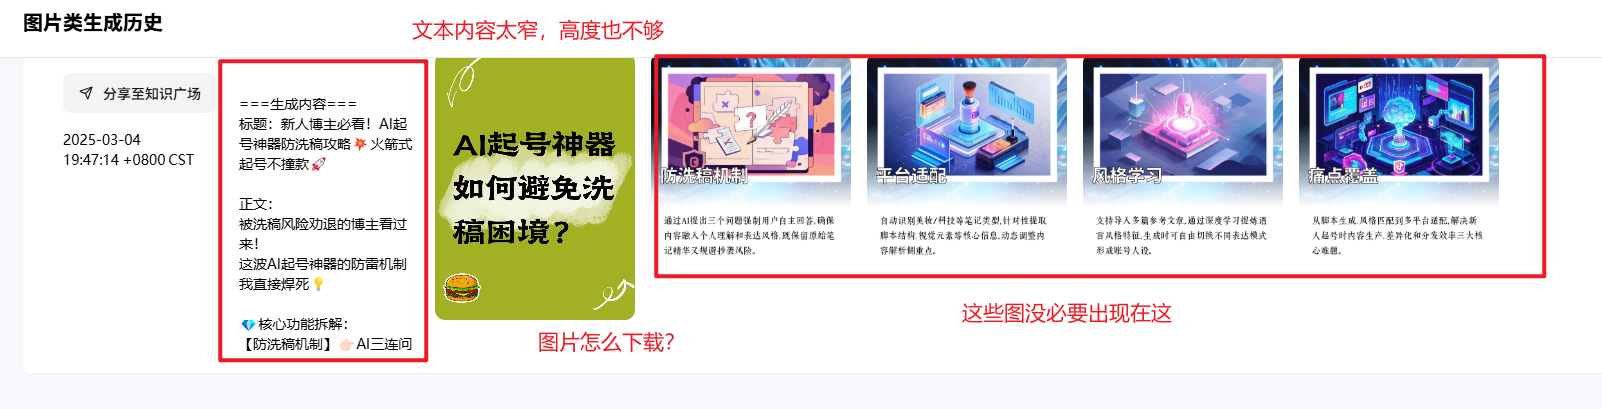 图片类生成历史
文本内容太窄，高度也不够
分享至知识广场
2025-03-04
19:47:14 +0800 CST
===生成内容===
标题：新人博主必看！AI起
号神器防洗稿攻略💥火箭式
起号不撞款🚀
正文：
被洗稿风险劝退的博主看过
来！
这波AI起号神器的防雷机制
我直接焊死💡
💎核心功能拆解：
【防洗稿机制】👉🏻AI三连问
AI起号神器
如何避免洗
稿困境？
防洗稿机制
通过AI提出三个问题强制用户自主回答,确保
内容融入个人理解和表达风格,既保留原始笔
记精华又规避抄袭风险。
平台适配
自动识别美妆/科技等笔记类型,针对性提取
脚本结构,视觉元素等核心信息,动态调整内
容解析侧重点。
风格学习
支持导入多篇参考文章,通过深度学习提炼语
言风格特征,生成时可自由切换不同表达模式
形成账号人设。
痛点覆盖
从脚本生成,风格匹配到多平台适配,解决新
人起号时内容生产,差异化和分发效率三大核
心难题。
这些图没必要出现在这
图片怎么下载？